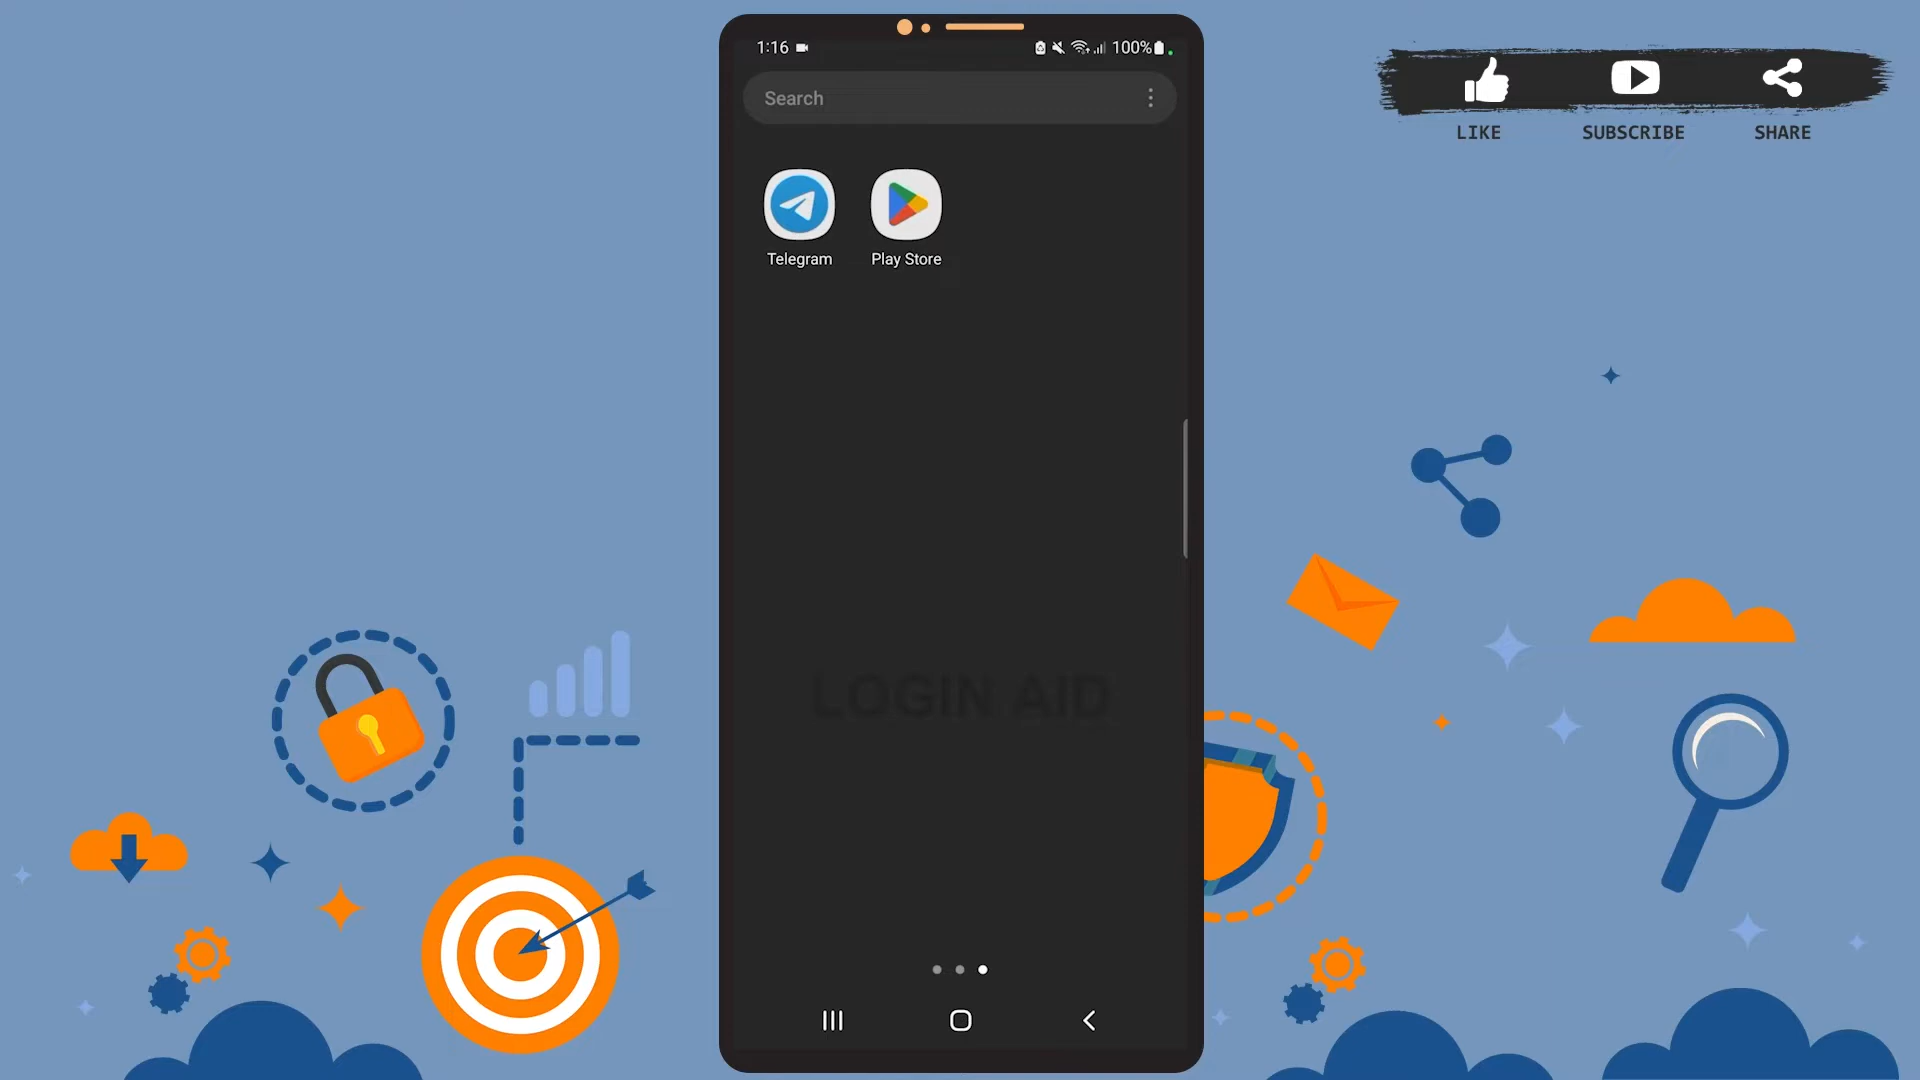 1:16
100%
Search
Telegram
Play Store
LOGIN AID
LIKE
SUBSCRIBE
SHARE